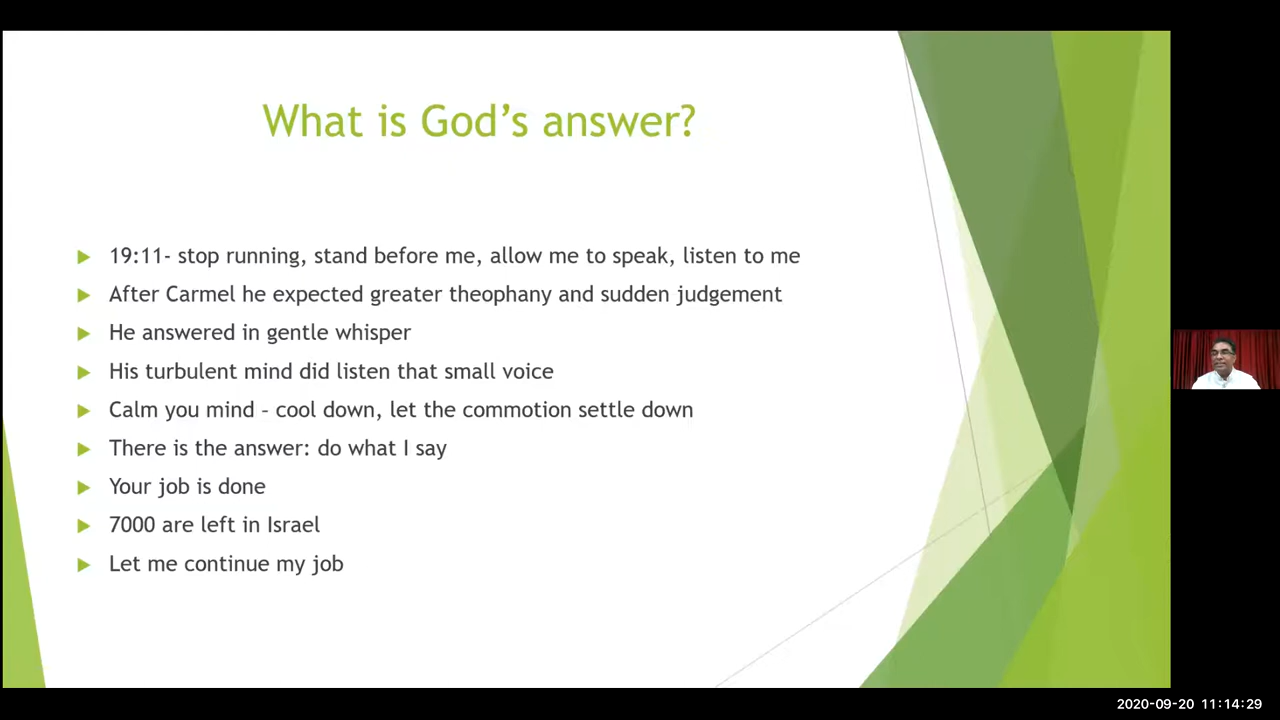 What is God's answer?
19:11- stop running, stand before me, allow me to speak, listen to me
After Carmel he expected greater theophany and sudden judgement
He answered in gentle whisper
His turbulent mind did listen that small voice
Calm you mind – cool down, let the commotion settle down
There is the answer: do what I say
Your job is done
7000 are left in Israel
Let me continue my job
2020-09-20 11:14:29